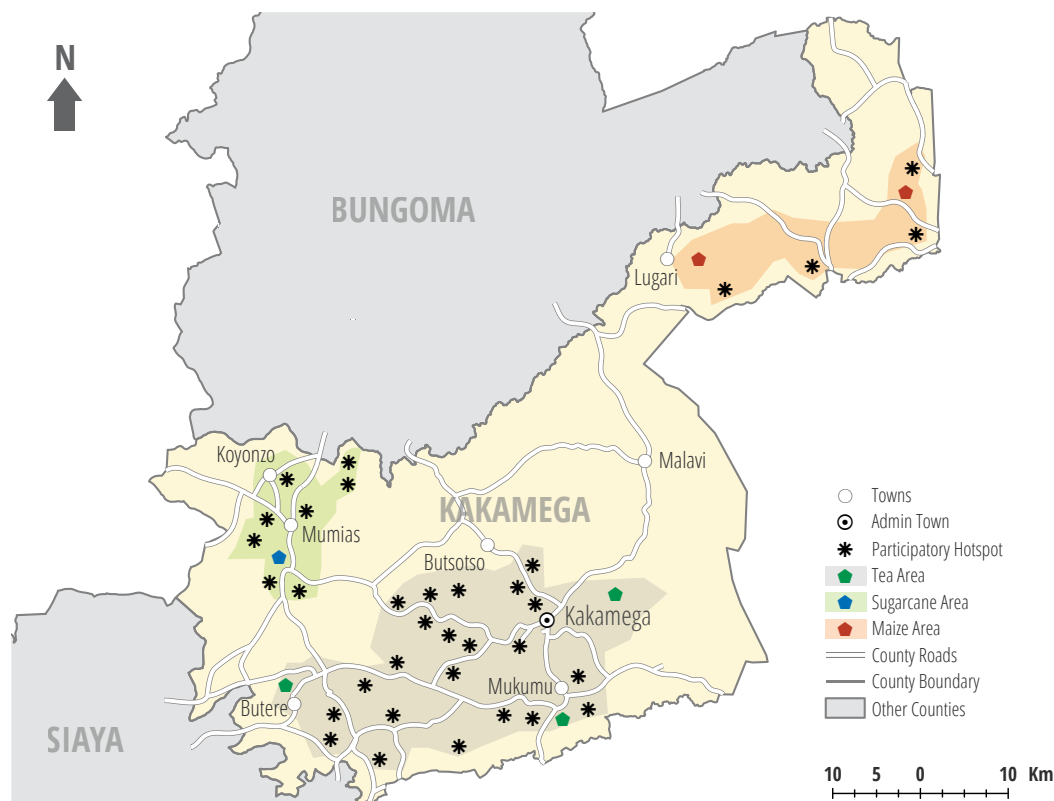 N
BUNGOMA
Lugari
Koyonzo
Malavi
KAKAMEGA
Mumias
Butsotso
Kakamega
Mukumu
Butere
SIAYA
Towns
Admin Town
Participatory Hotspot
Tea Area
Sugarcane Area
Maize Area
County Roads
County Boundary
Other Counties
10 5 0 10 Km